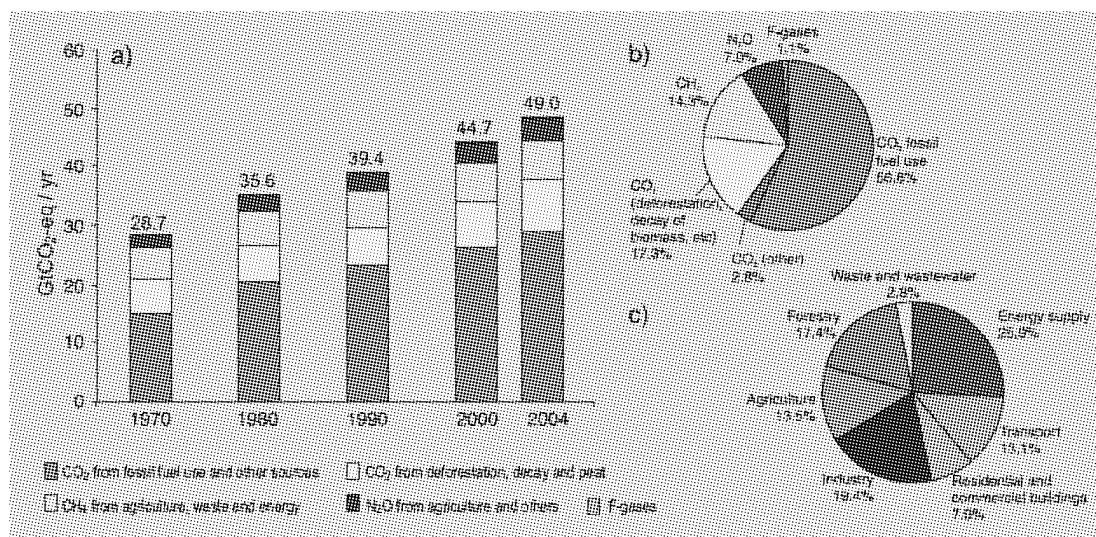 a)
GtCO2-eq / yr
60
50
40
30
20
10
0
28.7
35.6
39.4
44.7
49.0
1970
1980
1990
2000
2004
CO2 from fossil fuel use and other sources
CO2 from deforestation, decay and peat
CH4 from agriculture, waste and energy
N2O from agriculture and others
F-gases
b)
F-gases
1.1%
N2O
7.9%
CH4
14.3%
CO2 fossil
fuel use
56.6%
CO2
(deforestation,
decay of
biomass, etc)
17.3%
CO2 (other)
2.8%
c)
Waste and wastewater
2.8%
Forestry
17.4%
Energy supply
25.9%
Agriculture
13.5%
Transport
13.1%
Industry
19.4%
Residential and
commercial buildings
7.9%